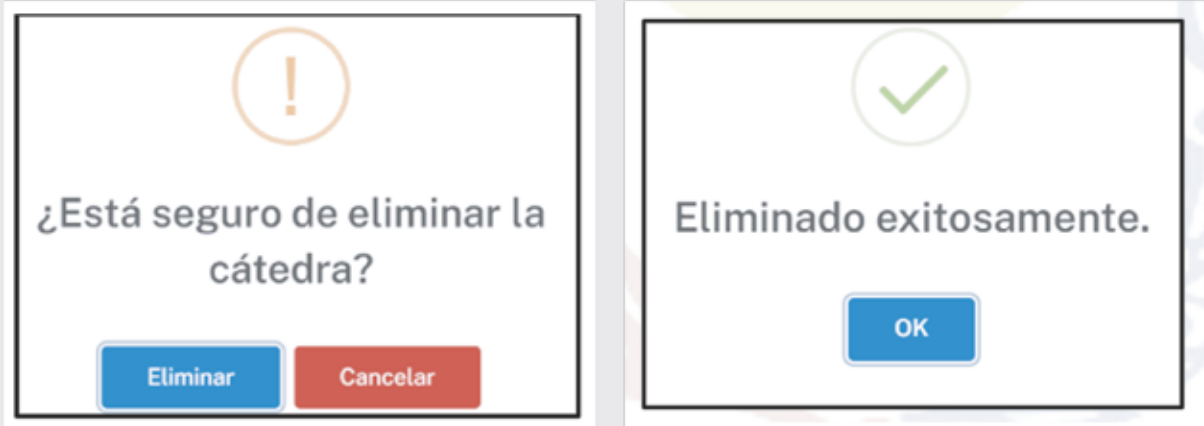 !
¿Está seguro de eliminar la
cátedra?
Eliminar Cancelar
Eliminado exitosamente.
OK